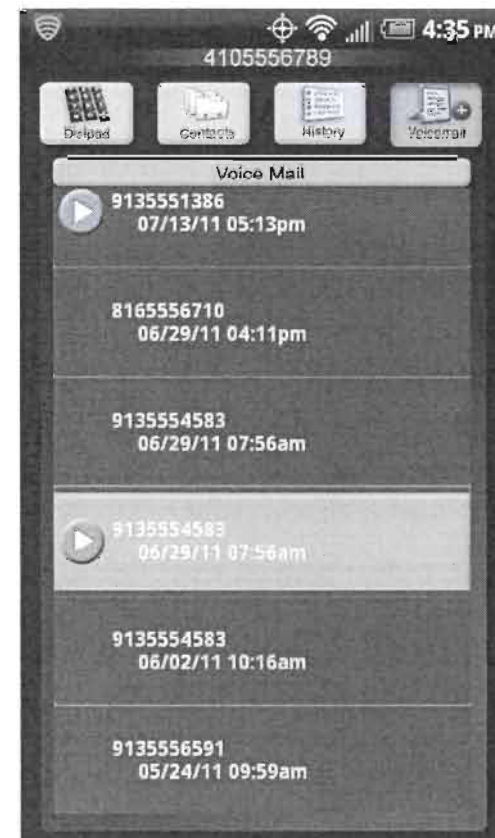 4:35 PM
4105556789
Dialpad Contacts History Voicemail
Voice Mail
9135551386
07/13/11 05:13pm
8165556710
06/29/11 04:11pm
9135554583
06/29/11 07:56am
9135554583
06/29/11 07:56am
9135554583
06/02/11 10:16am
9135556591
05/24/11 09:59am